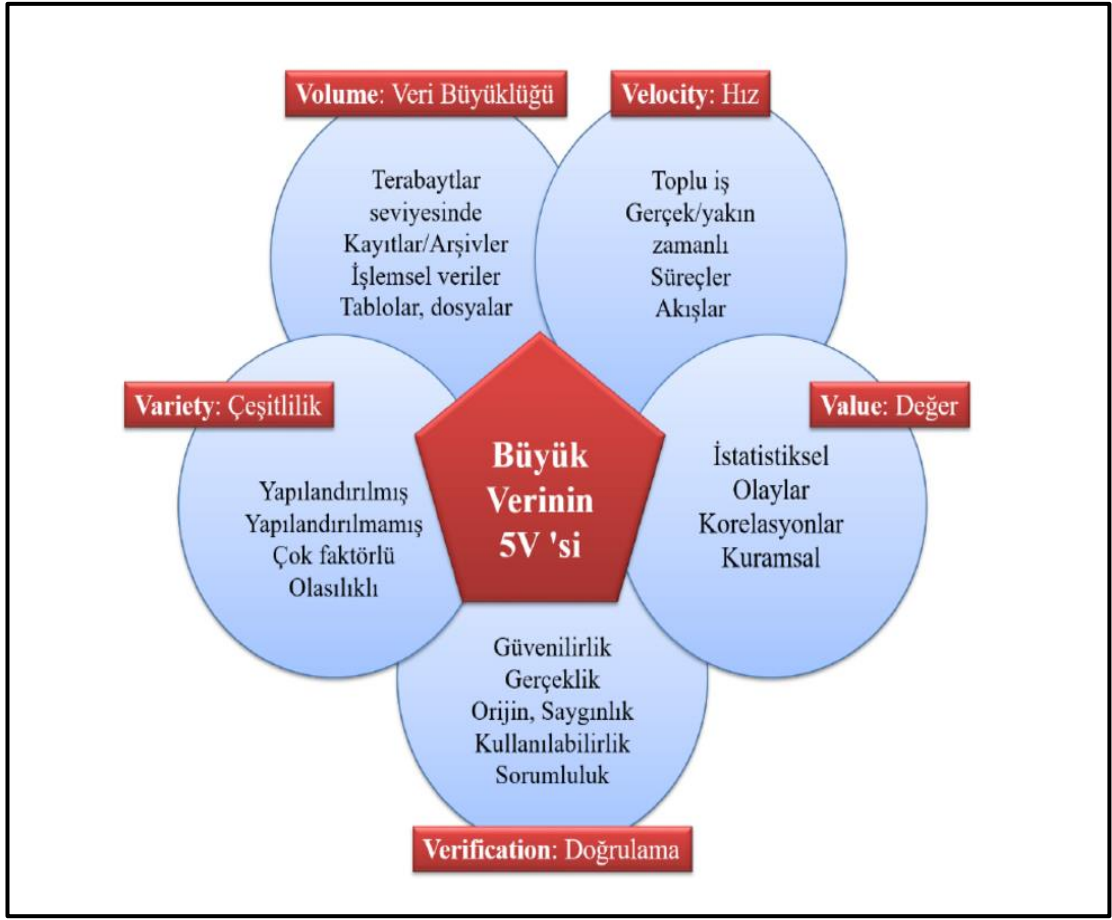 Volume: Veri Büyüklüğü
Terabaytlar
seviyesinde
Kayıtlar/Arşivler
İşlemsel veriler
Tablolar, dosyalar
Velocity: Hız
Toplu iş
Gerçek/yakın
zamanlı
Süreçler
Akışlar
Variety: Çeşitlilik
Yapılandırılmış
Yapılandırılmamış
Çok faktörlü
Olasılıklı
Büyük
Verinin
5V 'si
Value: Değer
İstatistiksel
Olaylar
Korelasyonlar
Kuramsal
Güvenilirlik
Gerçeklik
Orijin, Saygınlık
Kullanılabilirlik
Sorumluluk
Verification: Doğrulama